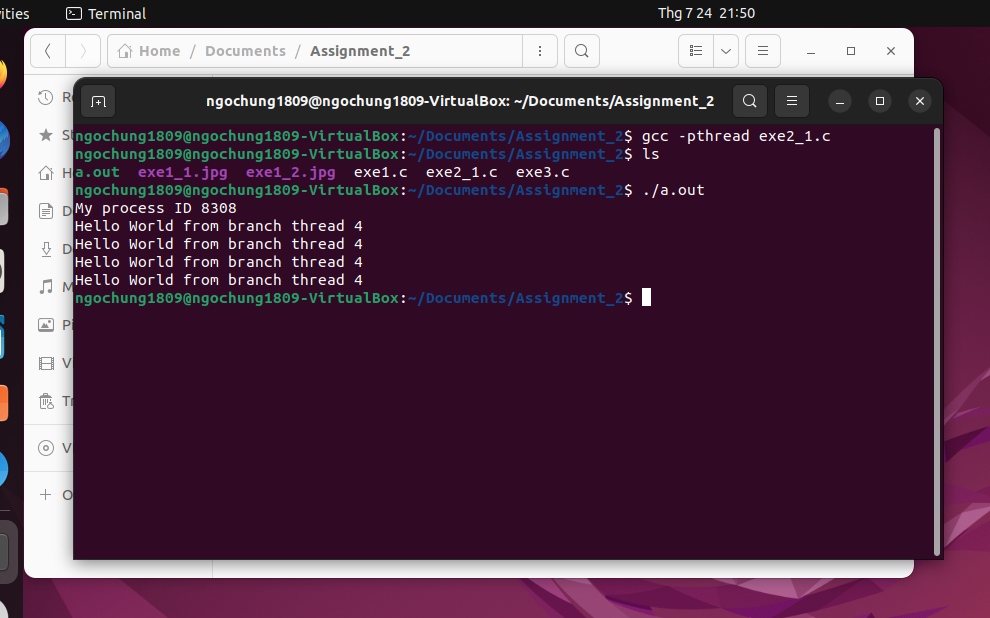 Terminal
Thg 7 24 21:50
Home / Documents / Assignment_2
ngochung1809@ngochung1809-VirtualBox: ~/Documents/Assignment_2
ngochung1809@ngochung1809-VirtualBox:~/Documents/Assignment_2$ gcc -pthread exe2_1.c
ngochung1809@ngochung1809-VirtualBox:~/Documents/Assignment_2$ ls
a.out exe1_1.jpg exe1_2.jpg exe1.c exe2_1.c exe3.c
ngochung1809@ngochung1809-VirtualBox:~/Documents/Assignment_2$ ./a.out
My process ID 8308
Hello World from branch thread 4
Hello World from branch thread 4
Hello World from branch thread 4
Hello World from branch thread 4
ngochung1809@ngochung1809-VirtualBox:~/Documents/Assignment_2$